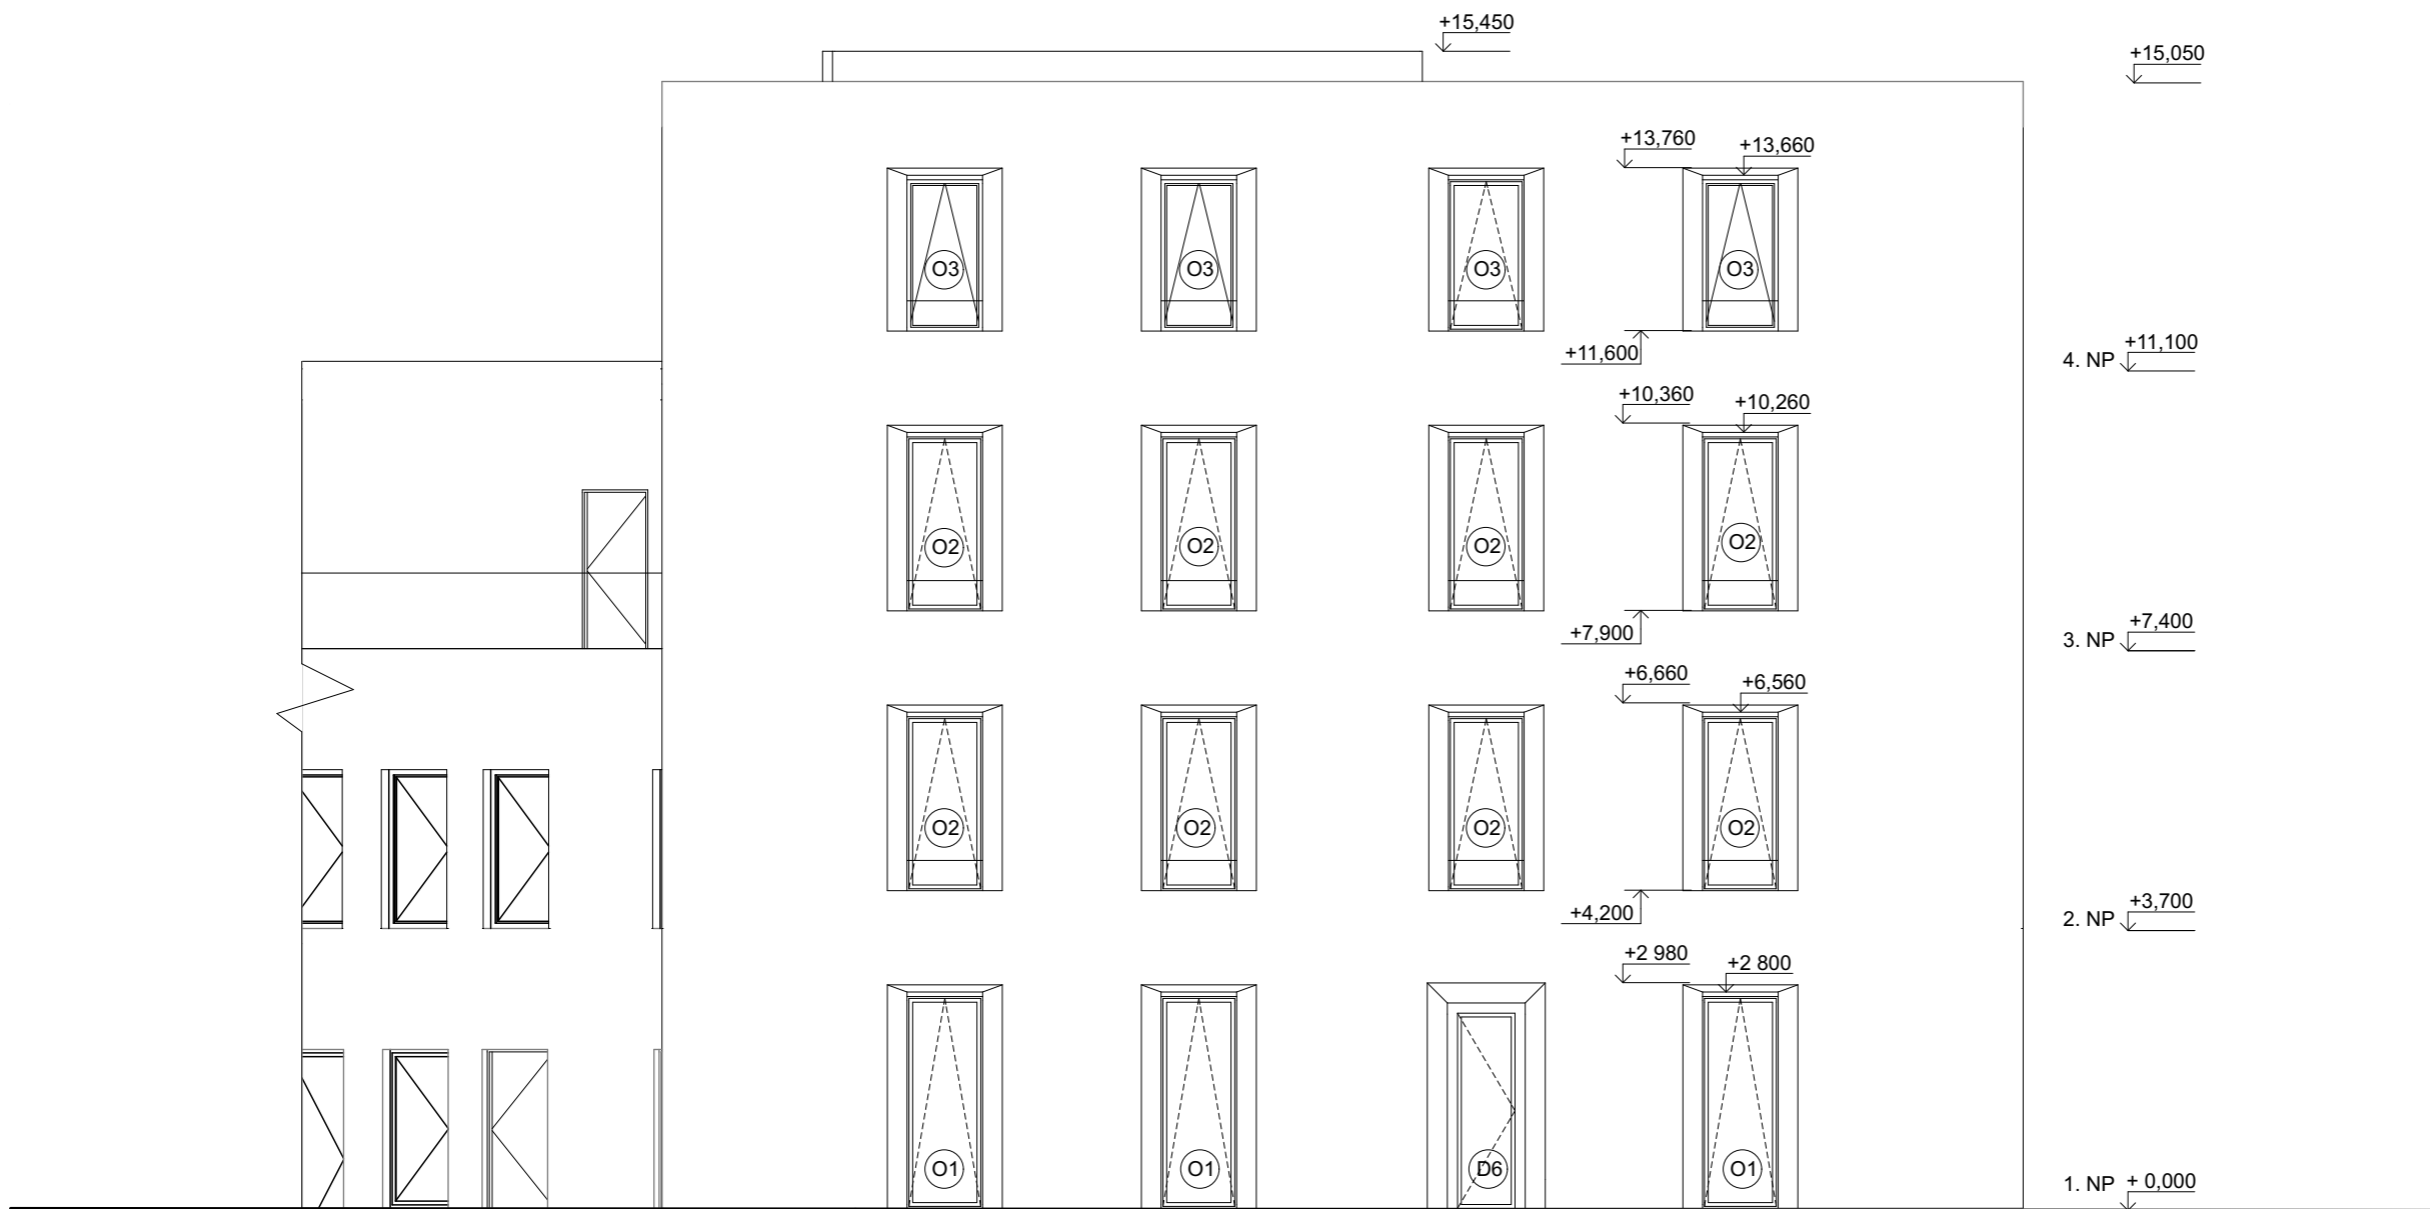 +15,450
+15,050
+13,760
+13,660
O3 O3 O3 O3
+11,600
4. NP +11,100
+10,360
+10,260
O2 O2 O2 O2
+7,900
3. NP +7,400
+6,660
+6,560
O2 O2 O2 O2
+4,200
2. NP +3,700
+2 980
+2 800
O1 O1 D6 O1
1. NP + 0,000